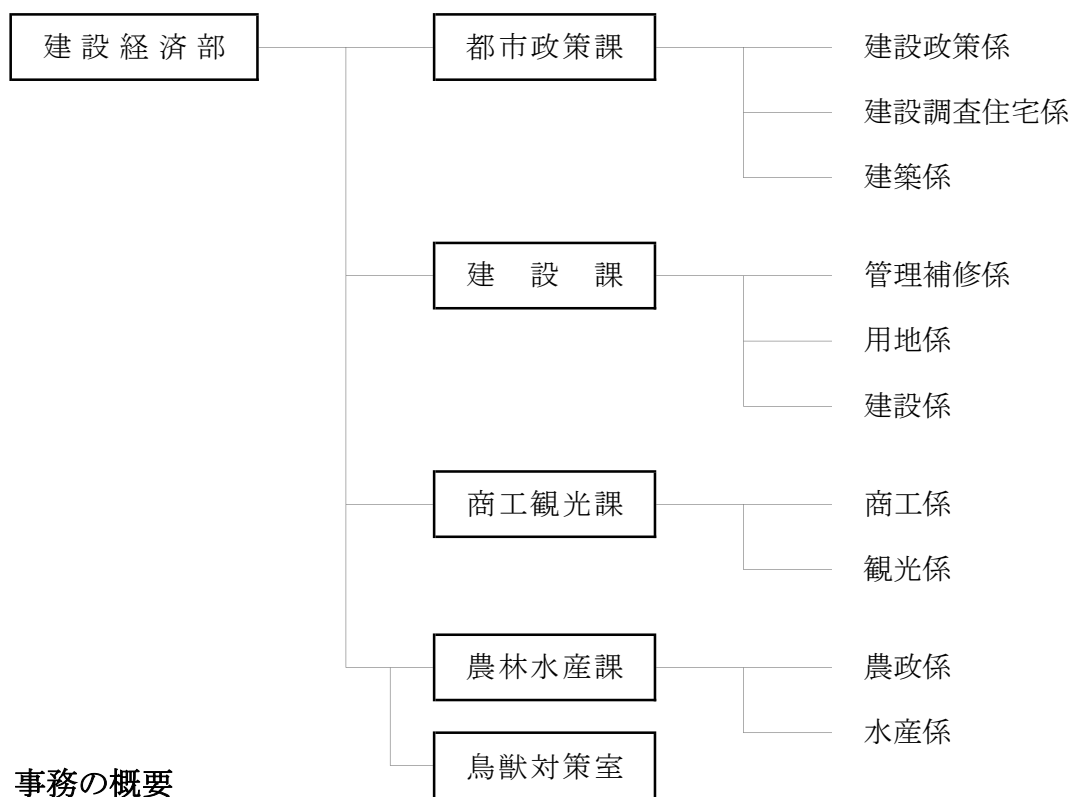 建設経済部
都市政策課
建設政策係
建設調査住宅係
建築係
建設課
管理補修係
用地係
建設係
商工観光課
商工係
観光係
農林水産課
農政係
水産係
鳥獣対策室
事務の概要